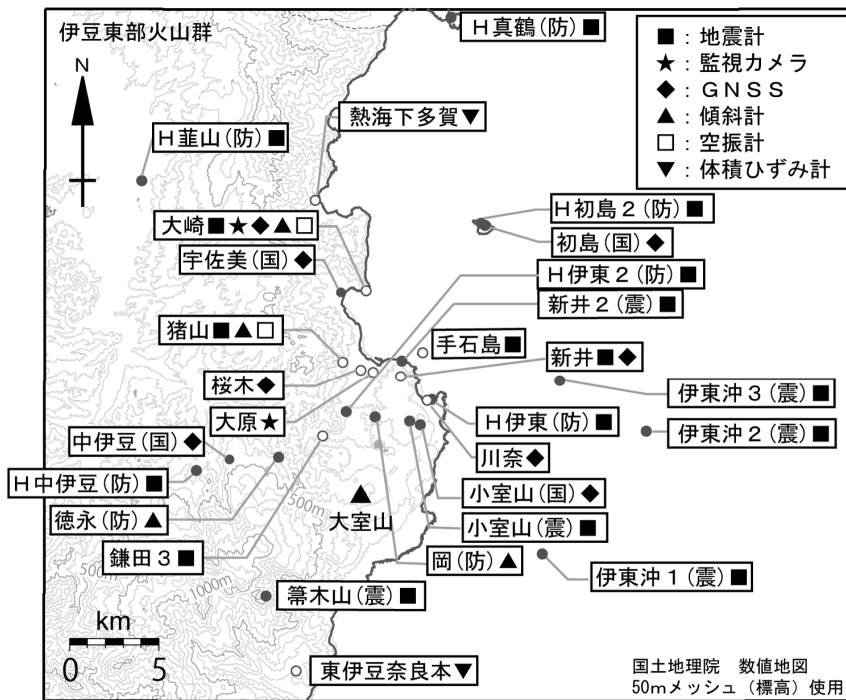 伊豆東部火山群
N
H真鶴(防)■
■：地震計
★：監視カメラ
◆：GNSS
▲：傾斜計
□：空振計
▼：体積ひずみ計
熱海下多賀▼
H韮山(防)■
H初島2(防)■
大崎■★◆▲□
初島(国)◆
宇佐美(国)◆
H伊東2(防)■
新井2(震)■
猪山■▲□
手石島■
新井■◆
桜木◆
伊東沖3(震)■
大原★
H伊東(防)■
伊東沖2(震)■
中伊豆(国)◆
川奈◆
H中伊豆(防)■
500m
小室山(国)◆
徳永(防)▲
大室山
小室山(震)■
鎌田3■
岡(防)▲
500m
1000m
伊東沖1(震)■
箒木山(震)■
km
0 5
東伊豆奈良本▼
国土地理院 数値地図
50mメッシュ(標高)使用